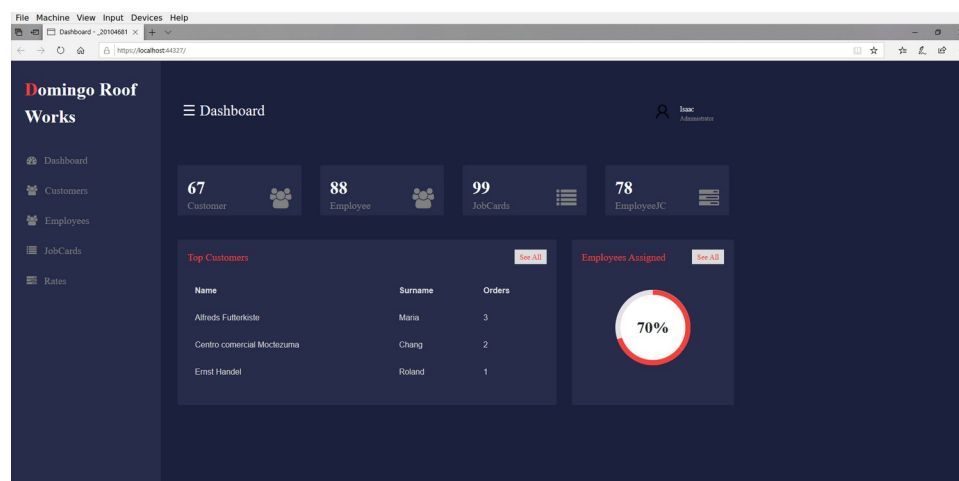 File Machine View Input Devices Help
Dashboard - _20104681
https://localhost:44327/
Domingo Roof
Works
Dashboard
Customers
Employees
JobCards
Rates
☰ Dashboard
Isaac
Administrator
67
Customer
88
Employee
99
JobCards
78
EmployeeJC
Top Customers See All
Name Surname Orders
Alfreds Futterkiste Maria 3
Centro comercial Moctezuma Chang 2
Ernst Handel Roland 1
Employees Assigned See All
70%